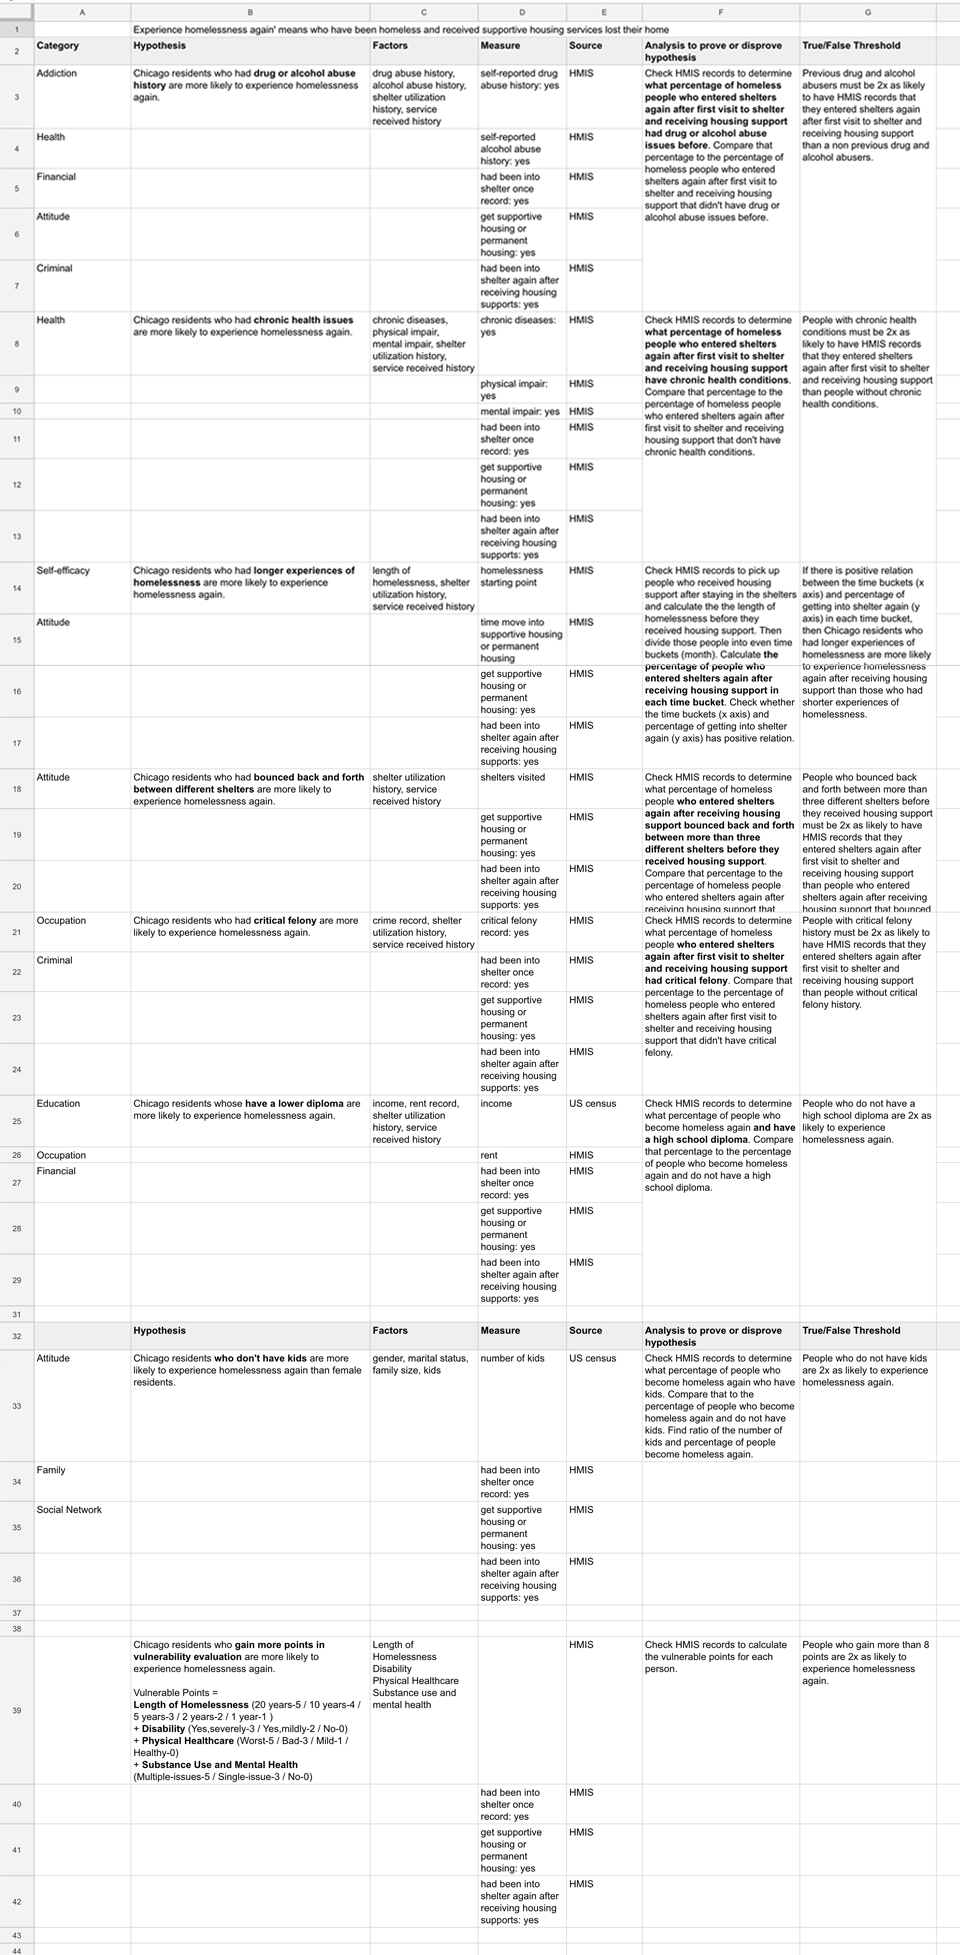 A B C D E F G
1 Experience homelessness again' means who have been homeless and received supportive housing services lost their home
2 Category Hypothesis Factors Measure Source Analysis to prove or disprove hypothesis True/False Threshold
3 Addiction
Chicago residents who had drug or alcohol abuse
history are more likely to experience homelessness
again.
drug abuse history,
alcohol abuse history,
shelter utilization
history, service
received history
self-reported drug
abuse history: yes
HMIS
Check HMIS records to determine
what percentage of homeless
people who entered shelters
again after first visit to shelter
and receiving housing support
had drug or alcohol abuse
issues before. Compare that
percentage to the percentage of
homeless people who entered
shelters again after first visit to
shelter and receiving housing
support that didn't have drug or
alcohol abuse issues before.
Previous drug and alcohol
abusers must be 2x as likely
to have HMIS records that
they entered shelters again
after first visit to shelter and
receiving housing support
than a non previous drug and
alcohol abusers.
4 Health
self-reported
alcohol abuse
history: yes
HMIS
5 Financial
had been into
shelter once
record: yes
HMIS
6 Attitude
get supportive
housing or
permanent
housing: yes
HMIS
7 Criminal
had been into
shelter again after
receiving housing
supports: yes
HMIS
8 Health
Chicago residents who had chronic health issues
are more likely to experience homelessness again.
chronic diseases,
physical impair,
mental impair, shelter
utilization history,
service received history
chronic diseases:
yes
HMIS
Check HMIS records to determine
what percentage of homeless
people who entered shelters
again after first visit to shelter
and receiving housing support
have chronic health conditions.
Compare that percentage to the
percentage of homeless people
who entered shelters again after
first visit to shelter and receiving
housing support that don't have
chronic health conditions.
People with chronic health
conditions must be 2x as
likely to have HMIS records
that they entered shelters
again after first visit to shelter
and receiving housing support
than people without chronic
health conditions.
9 physical impair:
yes
HMIS
10 mental impair: yes HMIS
11 had been into
shelter once
record: yes
HMIS
12 get supportive
housing or
permanent
housing: yes
HMIS
13 had been into
shelter again after
receiving housing
supports: yes
HMIS
14 Self-efficacy
Chicago residents who had longer experiences of
homelessness are more likely to experience
homelessness again.
length of
homelessness, shelter
utilization history,
service received history
homelessness
starting point
HMIS
Check HMIS records to pick up
people who received housing
support after staying in the shelters
and calculate the the length of
homelessness before they
received housing support. Then
divide those people into even time
buckets (month). Calculate the
percentage of people who
entered shelters again after
receiving housing support in
each time bucket. Check whether
the time buckets (x axis) and
percentage of getting into shelter
again (y axis) has positive relation.
If there is positive relation
between the time buckets (x
axis) and percentage of
getting into shelter again (y
axis) in each time bucket,
then Chicago residents who
had longer experiences of
homelessness are more likely
to experience homelessness
again after receiving housing
support than those who had
shorter experiences of
homelessness.
15 Attitude
time move into
supportive housing
or permanent
housing
HMIS
16 get supportive
housing or
permanent
housing: yes
HMIS
17 had been into
shelter again after
receiving housing
supports: yes
HMIS
18 Attitude
Chicago residents who had bounced back and forth
between different shelters are more likely to
experience homelessness again.
shelter utilization
history, service
received history
shelters visited
HMIS
Check HMIS records to determine
what percentage of homeless
people who entered shelters
again after receiving housing
support bounced back and forth
between more than three
different shelters before they
received housing support.
Compare that percentage to the
percentage of homeless people
who entered shelters again after
receiving housing support that
People who bounced back
and forth between more than
three different shelters before
they received housing support
must be 2x as likely to have
HMIS records that they
entered shelters again after
first visit to shelter and
receiving housing support
than people who entered
shelters again after receiving
housing support that bounced
19 get supportive
housing or
permanent
housing: yes
HMIS
20 had been into
shelter again after
receiving housing
supports: yes
HMIS
21 Occupation
Chicago residents who had critical felony are more
likely to experience homelessness again.
crime record, shelter
utilization history,
service received history
critical felony
record: yes
HMIS
Check HMIS records to determine
what percentage of homeless
people who entered shelters
again after first visit to shelter
and receiving housing support
had critical felony. Compare that
percentage to the percentage of
homeless people who entered
shelters again after first visit to
shelter and receiving housing
support that didn't have critical
felony.
People with critical felony
history must be 2x as likely to
have HMIS records that they
entered shelters again after
first visit to shelter and
receiving housing support
than people without critical
felony history.
22 Criminal
had been into
shelter once
record: yes
HMIS
23 get supportive
housing or
permanent
housing: yes
HMIS
24 had been into
shelter again after
receiving housing
supports: yes
HMIS
25 Education
Chicago residents whose have a lower diploma are
more likely to experience homelessness again.
income, rent record,
shelter utilization
history, service
received history
income
US census
Check HMIS records to determine
what percentage of people who
become homeless again and have
a high school diploma. Compare
that percentage to the percentage
of people who become homeless
again and do not have a high
school diploma.
People who do not have a
high school diploma are 2x as
likely to experience
homelessness again.
26 Occupation rent HMIS
27 Financial
had been into
shelter once
record: yes
HMIS
28 get supportive
housing or
permanent
housing: yes
HMIS
29 had been into
shelter again after
receiving housing
supports: yes
HMIS
31
32 Hypothesis Factors Measure Source Analysis to prove or disprove hypothesis True/False Threshold
33 Attitude
Chicago residents who don't have kids are more
likely to experience homelessness again than female
residents.
gender, marital status,
family size, kids
number of kids
US census
Check HMIS records to determine
what percentage of people who
become homeless again who have
kids. Compare that to the
percentage of people who become
homeless again and do not have
kids. Find ratio of the number of
kids and percentage of people
become homeless again.
People who do not have kids
are 2x as likely to experience
homelessness again.
34 Family
had been into
shelter once
record: yes
HMIS
35 Social Network
get supportive
housing or
permanent
housing: yes
HMIS
36 had been into
shelter again after
receiving housing
supports: yes
HMIS
37
38
39 Chicago residents who gain more points in
vulnerability evaluation are more likely to
experience homelessness again.
Vulnerable Points =
Length of Homelessness (20 years-5 / 10 years-4 /
5 years-3 / 2 years-2 / 1 year-1 )
+ Disability (Yes,severely-3 / Yes,mildly-2 / No-0)
+ Physical Healthcare (Worst-5 / Bad-3 / Mild-1 /
Healthy-0)
+ Substance Use and Mental Health
(Multiple-issues-5 / Single-issue-3 / No-0)
Length of
Homelessness
Disability
Physical Healthcare
Substance use and
mental health
HMIS
Check HMIS records to calculate
the vulnerable points for each
person.
People who gain more than 8
points are 2x as likely to
experience homelessness
again.
40 had been into
shelter once
record: yes
HMIS
41 get supportive
housing or
permanent
housing: yes
HMIS
42 had been into
shelter again after
receiving housing
supports: yes
HMIS
43
44